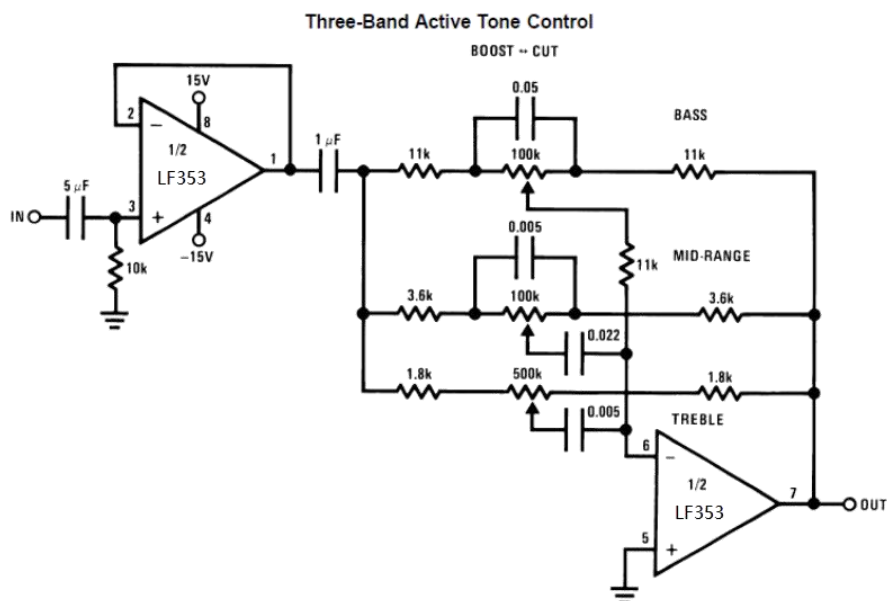 Three-Band Active Tone Control
BOOST ↔ CUT
15V
0.05
BASS
2
−
8
1/2
LF353
1
1 μF
11k
100k
11k
5 μF
IN
3
+
4
−15V
10k
0.005
11k
MID-RANGE
3.6k
100k
3.6k
0.022
1.8k
500k
1.8k
0.005
TREBLE
6
−
1/2
LF353
7
OUT
5
+